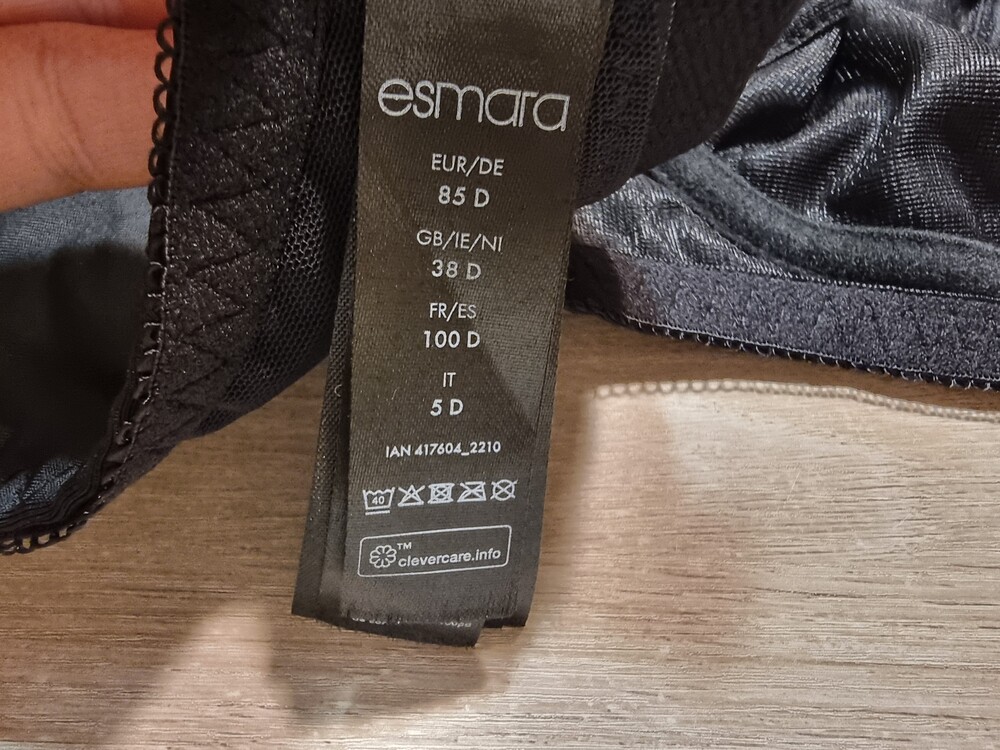 esmara
EUR/DE
85 D
GB/IE/NI
38 D
FR/ES
100 D
IT
5 D
IAN 417604_2210
40
TM
clevercare.info